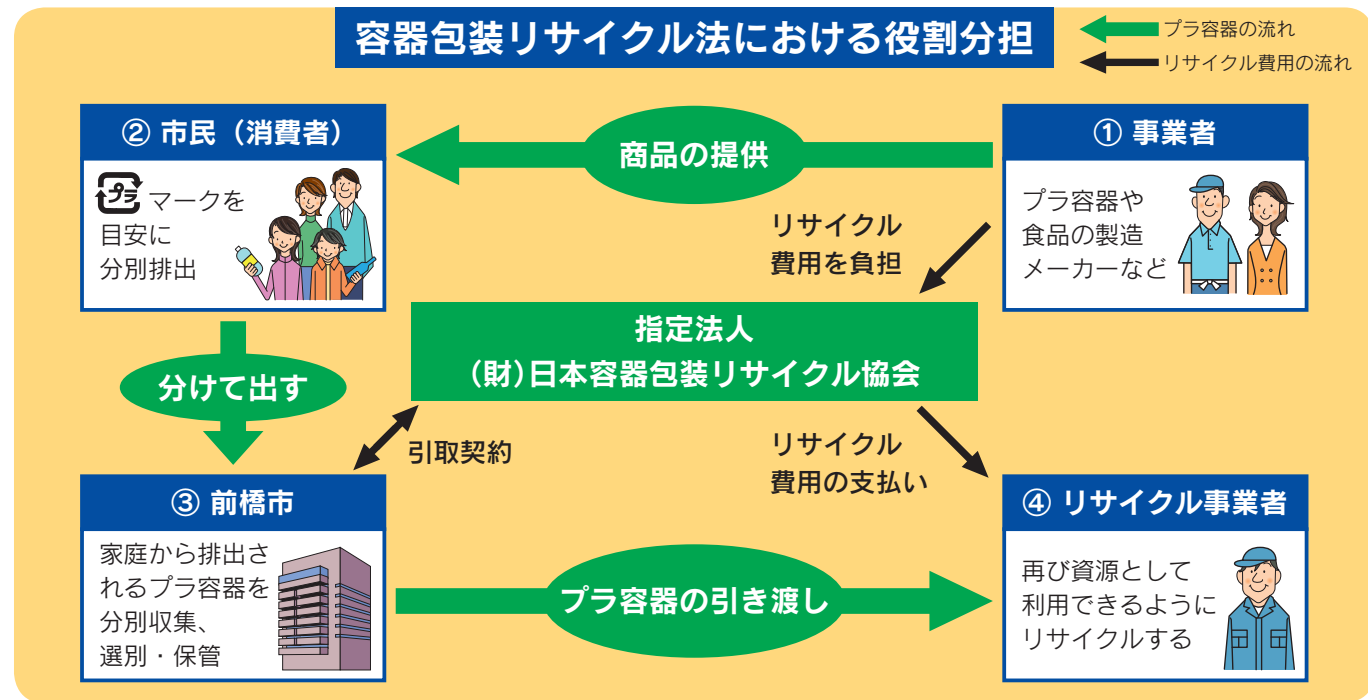 容器包装リサイクル法における役割分担
プラ容器の流れ
リサイクル費用の流れ
① 事業者
プラ容器や
食品の製造
メーカーなど
商品の提供
② 市民（消費者）
プラ マークを
目安に
分別排出
リサイクル
費用を負担
指定法人
（財）日本容器包装リサイクル協会
分けて出す
引取契約
リサイクル
費用の支払い
③ 前橋市
家庭から排出さ
れるプラ容器を
分別収集、
選別・保管
プラ容器の引き渡し
④ リサイクル事業者
再び資源として
利用できるように
リサイクルする